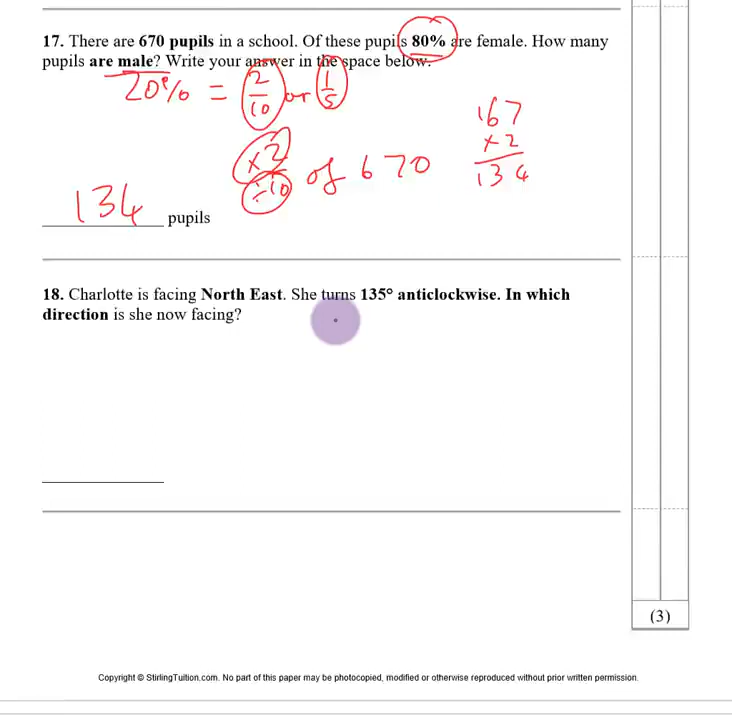 17. There are 670 pupils in a school. Of these pupils 80% are female. How many
pupils are male? Write your answer in the space below.
20% = 2/10 or 1/5
×2
÷10 of 670
167
×2
134
134 pupils
18. Charlotte is facing North East. She turns 135° anticlockwise. In which
direction is she now facing?
(3)
Copyright © StirlingTuition.com. No part of this paper may be photocopied, modified or otherwise reproduced without prior written permission.